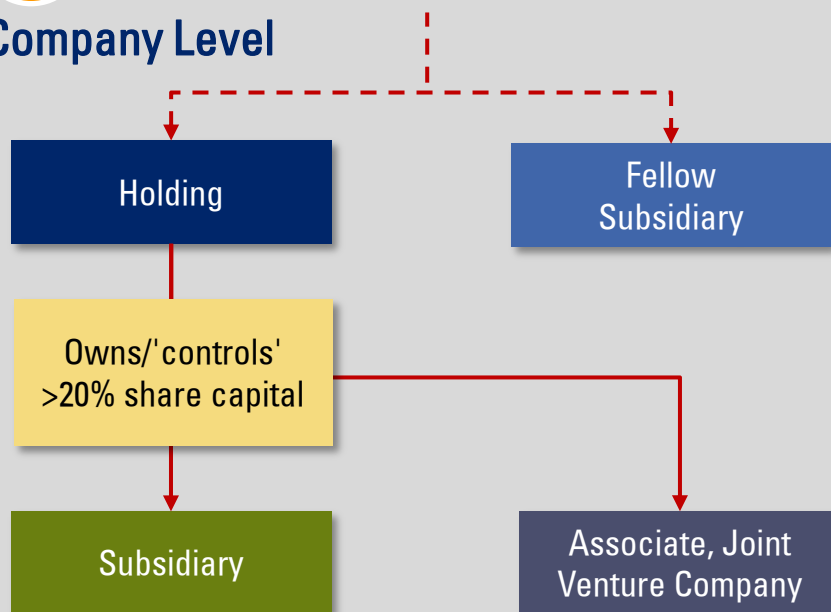 Company Level
Holding
Fellow
Subsidiary
Owns/'controls'
>20% share capital
Subsidiary
Associate, Joint
Venture Company